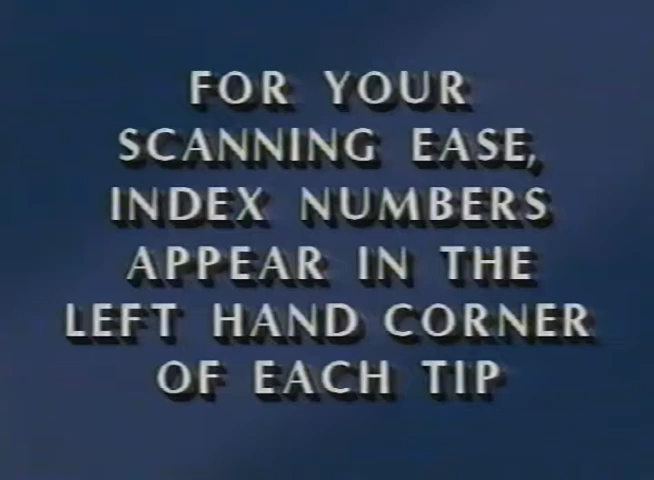 FOR YOUR
SCANNING EASE,
INDEX NUMBERS
APPEAR IN THE
LEFT HAND CORNER
OF EACH TIP